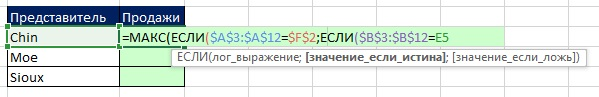 Представитель Продажи
Chin =МАКС(ЕСЛИ($A$3:$A$12=$F$2;ЕСЛИ($B$3:$B$12=E5
Moe ЕСЛИ(лог_выражение; [значение_если_истина]; [значение_если_ложь])
Sioux